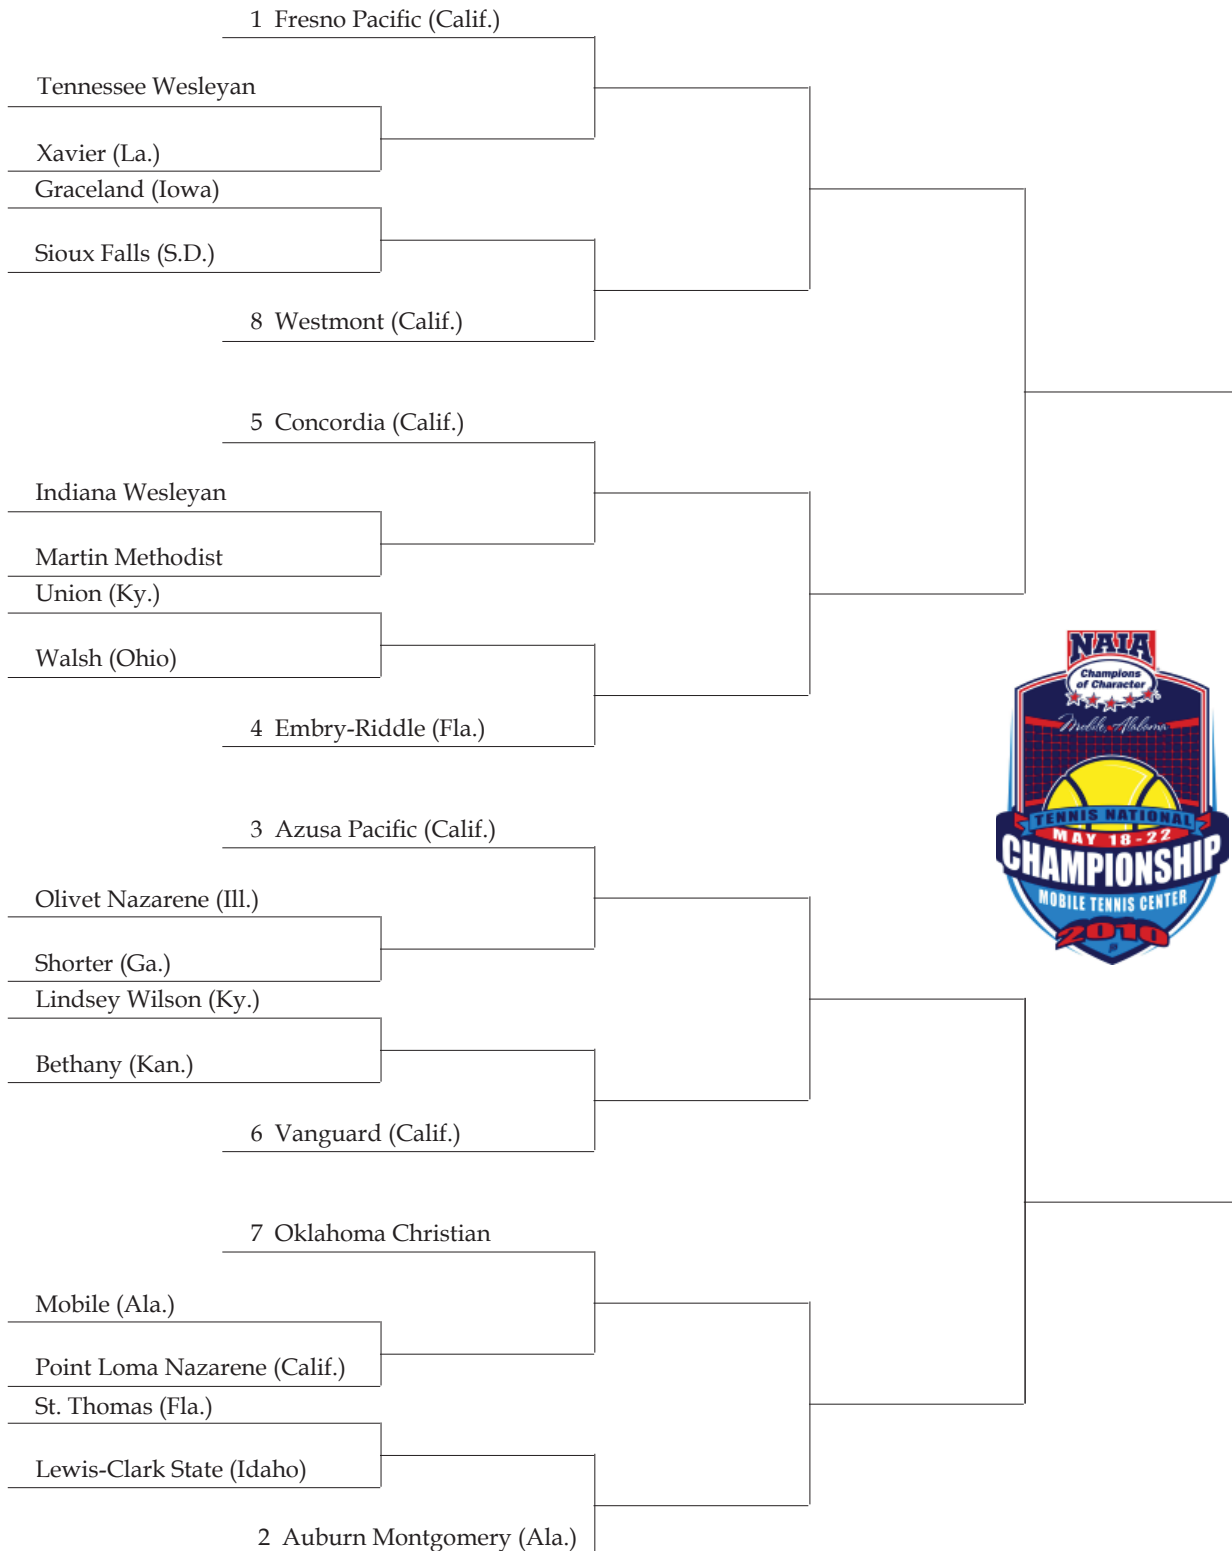 1 Fresno Pacific (Calif.)
Tennessee Wesleyan
Xavier (La.)
Graceland (Iowa)
Sioux Falls (S.D.)
8 Westmont (Calif.)
5 Concordia (Calif.)
Indiana Wesleyan
Martin Methodist
Union (Ky.)
Walsh (Ohio)
4 Embry-Riddle (Fla.)
NAIA
Champions
of Character
Mobile, Alabama
TENNIS NATIONAL
MAY 18-22
CHAMPIONSHIP
MOBILE TENNIS CENTER
2010
3 Azusa Pacific (Calif.)
Olivet Nazarene (Ill.)
Shorter (Ga.)
Lindsey Wilson (Ky.)
Bethany (Kan.)
6 Vanguard (Calif.)
7 Oklahoma Christian
Mobile (Ala.)
Point Loma Nazarene (Calif.)
St. Thomas (Fla.)
Lewis-Clark State (Idaho)
2 Auburn Montgomery (Ala.)